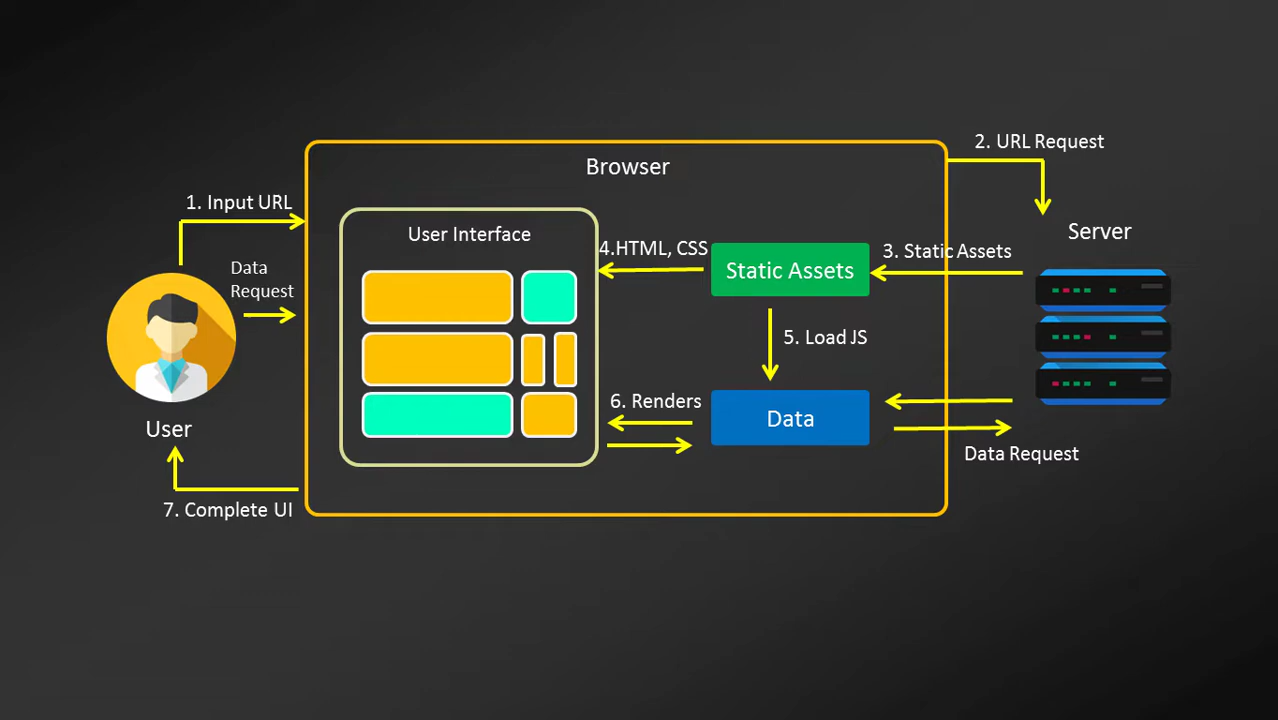 2. URL Request
Browser
1. Input URL
Server
User Interface
4.HTML, CSS
3. Static Assets
Static Assets
Data
Request
5. Load JS
6. Renders
Data
User
Data Request
7. Complete UI